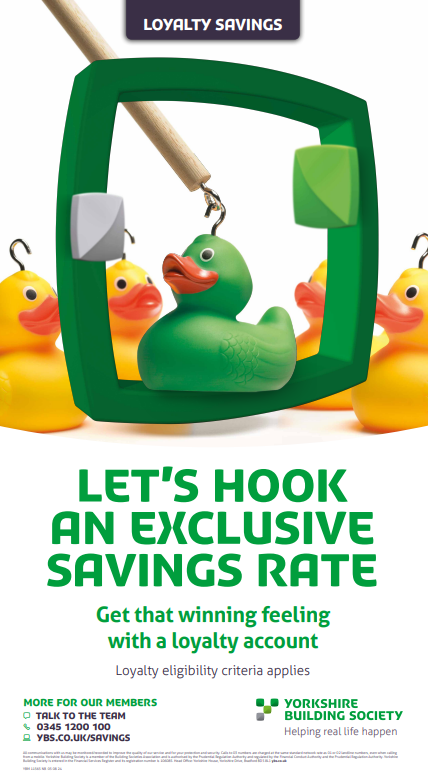 LOYALTY SAVINGS
LET'S HOOK
AN EXCLUSIVE
SAVINGS RATE
Get that winning feeling
with a loyalty account
Loyalty eligibility criteria applies
MORE FOR OUR MEMBERS
TALK TO THE TEAM
0345 1200 100
YBS.CO.UK/SAVINGS
YORKSHIRE
BUILDING SOCIETY
Helping real life happen